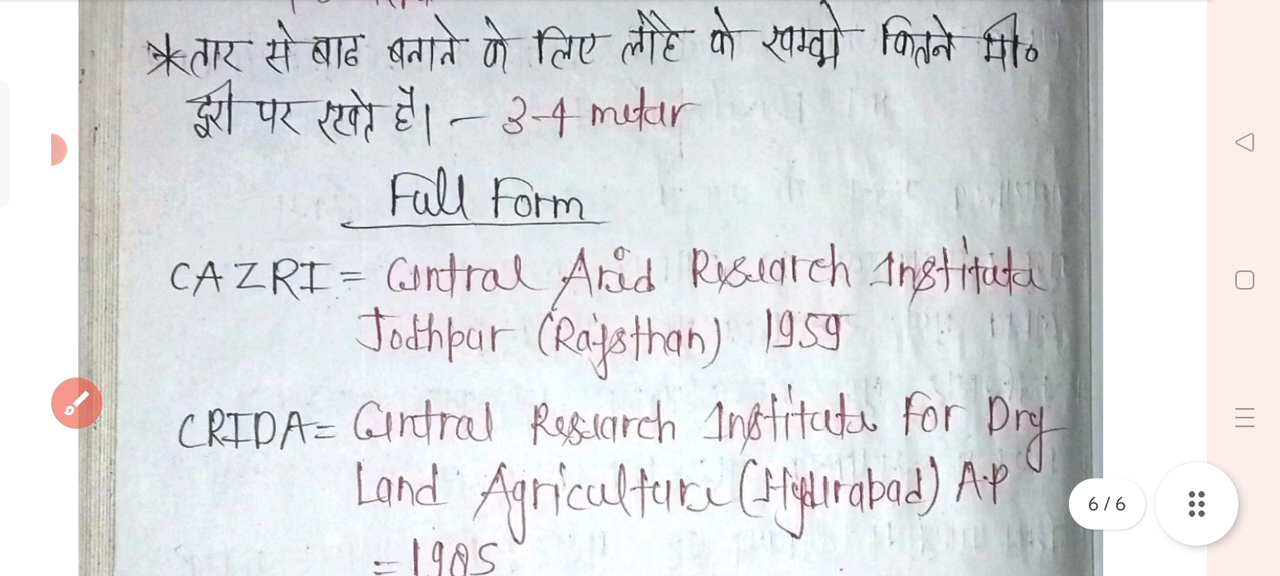 *तार से बाढ बनाने के लिए लौहे के खम्बो कितने मी०
दूरी पर रखते है। - 3-4 meter
Full Form
CAZRI = Central Arid Research Institute
Jodhpur (Rajsthan) 1959
CRIDA = Central Research Institute For Dry
Land Agriculture (Hyderabad) A.P
= 1985
6/6